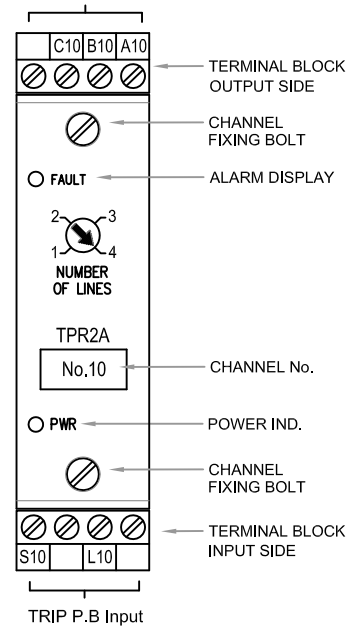 C10 B10 A10
TERMINAL BLOCK
OUTPUT SIDE
CHANNEL
FIXING BOLT
FAULT
ALARM DISPLAY
2 3
1 4
NUMBER
OF LINES
TPR2A
No.10
CHANNEL No.
PWR
POWER IND.
CHANNEL
FIXING BOLT
TERMINAL BLOCK
INPUT SIDE
S10 L10
TRIP P.B Input